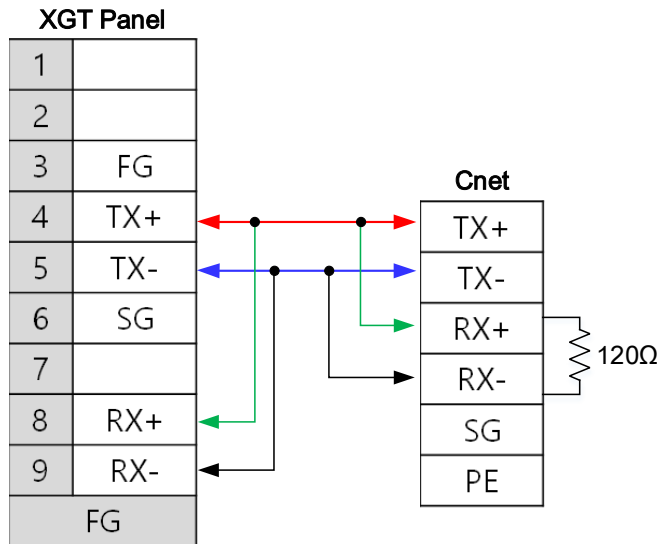 XGT Panel
1
2
3 FG
4 TX+
5 TX-
6 SG
7
8 RX+
9 RX-
FG
Cnet
TX+
TX-
RX+
RX-
SG
PE
120Ω